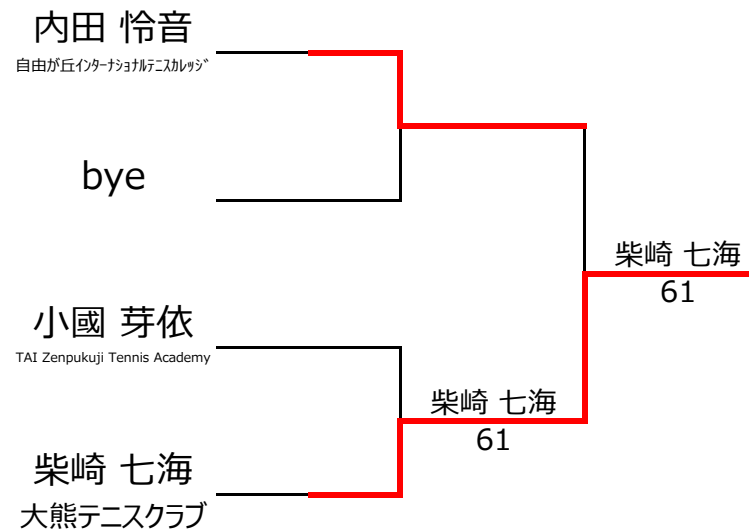 内田 怜音
自由が丘ｲﾝﾀｰﾅｼｮﾅﾙﾃﾆｽｶﾚｯｼﾞ
bye
柴崎 七海
61
小國 芽依
TAI Zenpukuji Tennis Academy
柴崎 七海
61
柴崎 七海
大熊テニスクラブ